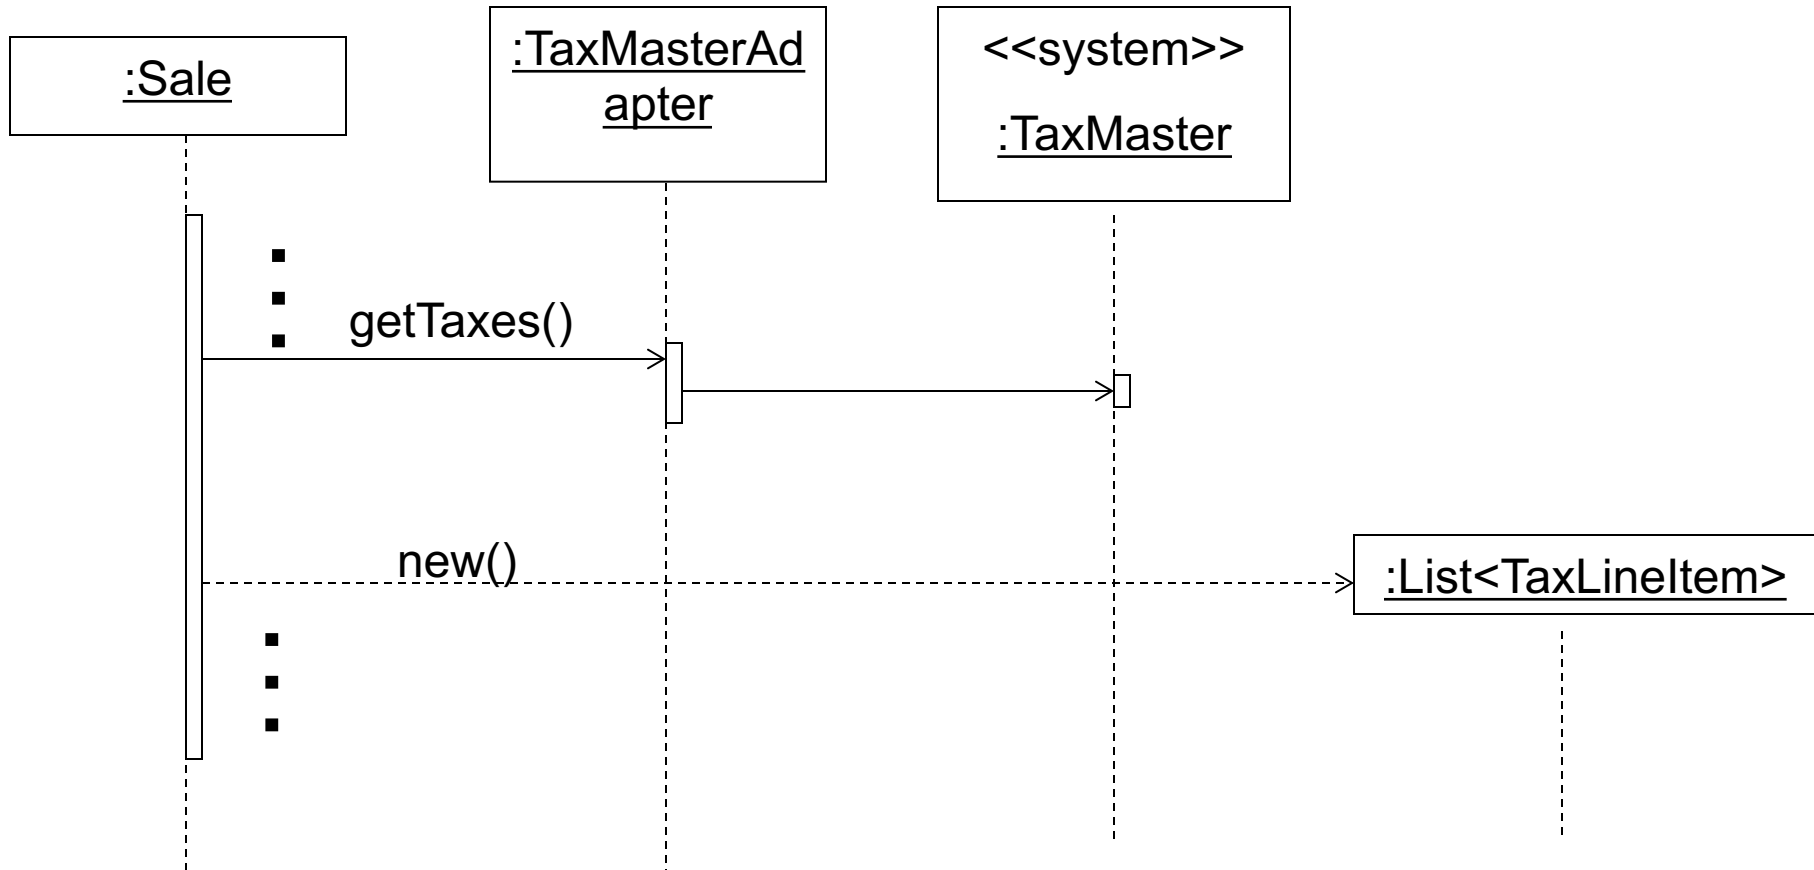 :Sale
:TaxMasterAd
apter
<<system>>
:TaxMaster
getTaxes()
new()
:List<TaxLineItem>